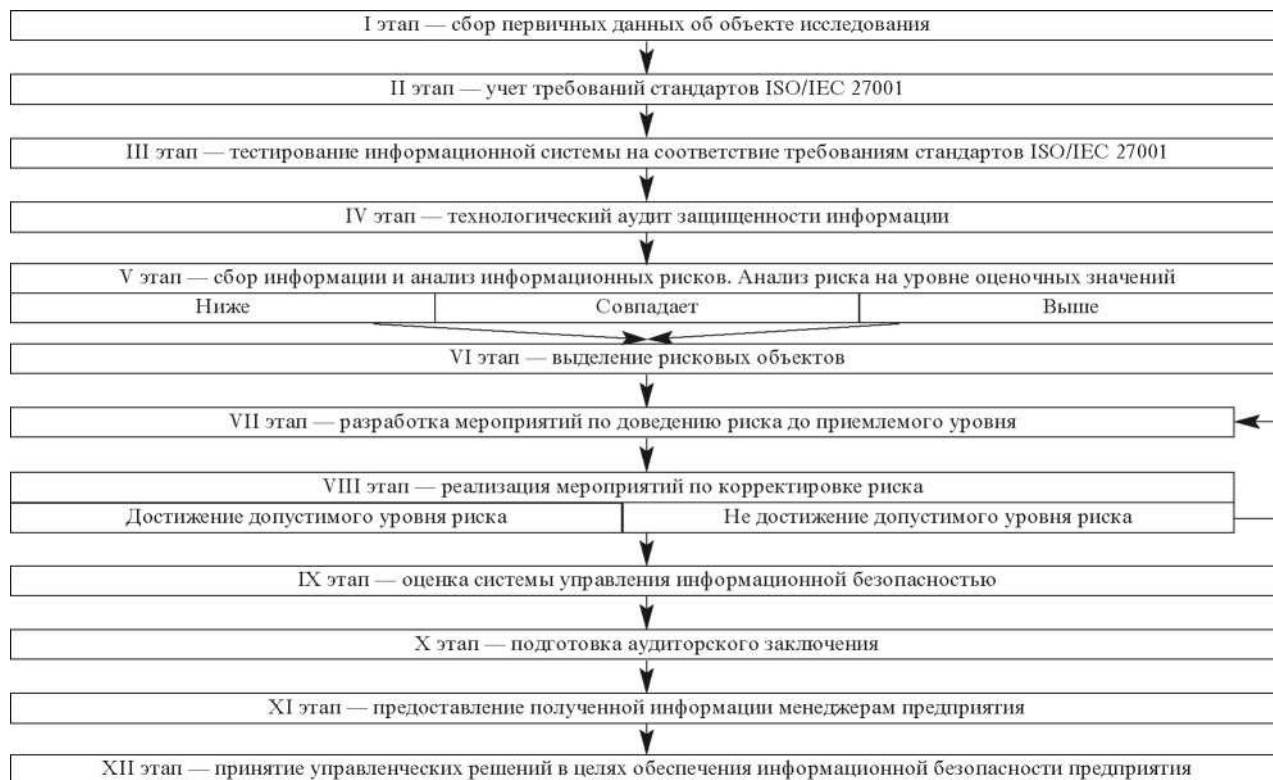 I этап — сбор первичных данных об объекте исследования
II этап — учет требований стандартов ISO/IEC 27001
III этап — тестирование информационной системы на соответствие требованиям стандартов ISO/IEC 27001
IV этап — технологический аудит защищенности информации
V этап — сбор информации и анализ информационных рисков. Анализ риска на уровне оценочных значений
Ниже
Совпадает
Выше
VI этап — выделение рисковых объектов
VII этап — разработка мероприятий по доведению риска до приемлемого уровня
VIII этап — реализация мероприятий по корректировке риска
Достижение допустимого уровня риска
Не достижение допустимого уровня риска
IX этап — оценка системы управления информационной безопасностью
X этап — подготовка аудиторского заключения
XI этап — предоставление полученной информации менеджерам предприятия
XII этап — принятие управленческих решений в целях обеспечения информационной безопасности предприятия